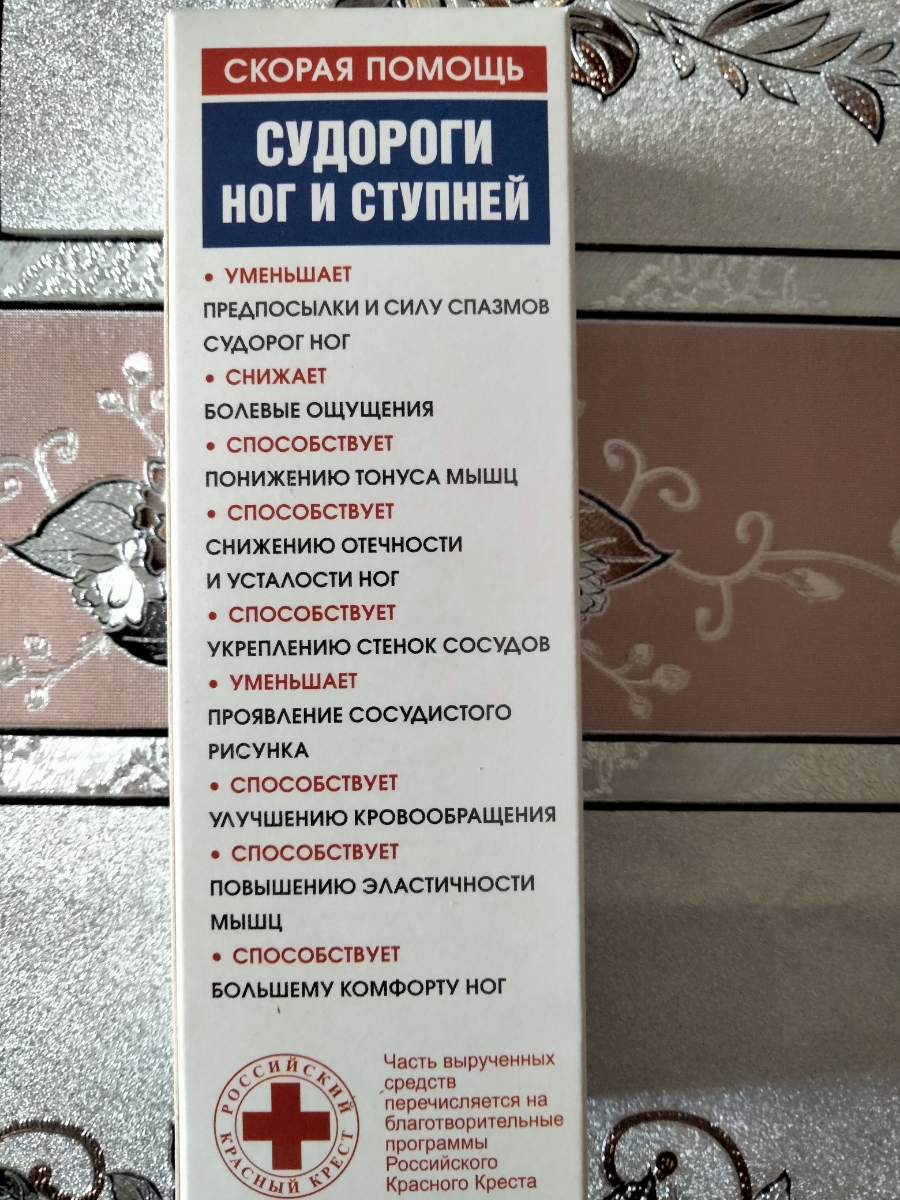 СКОРАЯ ПОМОЩЬ
СУДОРОГИ
НОГ И СТУПНЕЙ
• УМЕНЬШАЕТ
ПРЕДПОСЫЛКИ И СИЛУ СПАЗМОВ
СУДОРОГ НОГ
• СНИЖАЕТ
БОЛЕВЫЕ ОЩУЩЕНИЯ
• СПОСОБСТВУЕТ
ПОНИЖЕНИЮ ТОНУСА МЫШЦ
• СПОСОБСТВУЕТ
СНИЖЕНИЮ ОТЕЧНОСТИ
И УСТАЛОСТИ НОГ
• СПОСОБСТВУЕТ
УКРЕПЛЕНИЮ СТЕНОК СОСУДОВ
• УМЕНЬШАЕТ
ПРОЯВЛЕНИЕ СОСУДИСТОГО
РИСУНКА
• СПОСОБСТВУЕТ
УЛУЧШЕНИЮ КРОВООБРАЩЕНИЯ
• СПОСОБСТВУЕТ
ПОВЫШЕНИЮ ЭЛАСТИЧНОСТИ
МЫШЦ
• СПОСОБСТВУЕТ
БОЛЬШЕМУ КОМФОРТУ НОГ
РОССИЙСКИЙ
КРАСНЫЙ КРЕСТ
Часть вырученных
средств
перечисляется на
благотворительные
программы
Российского
Красного Креста